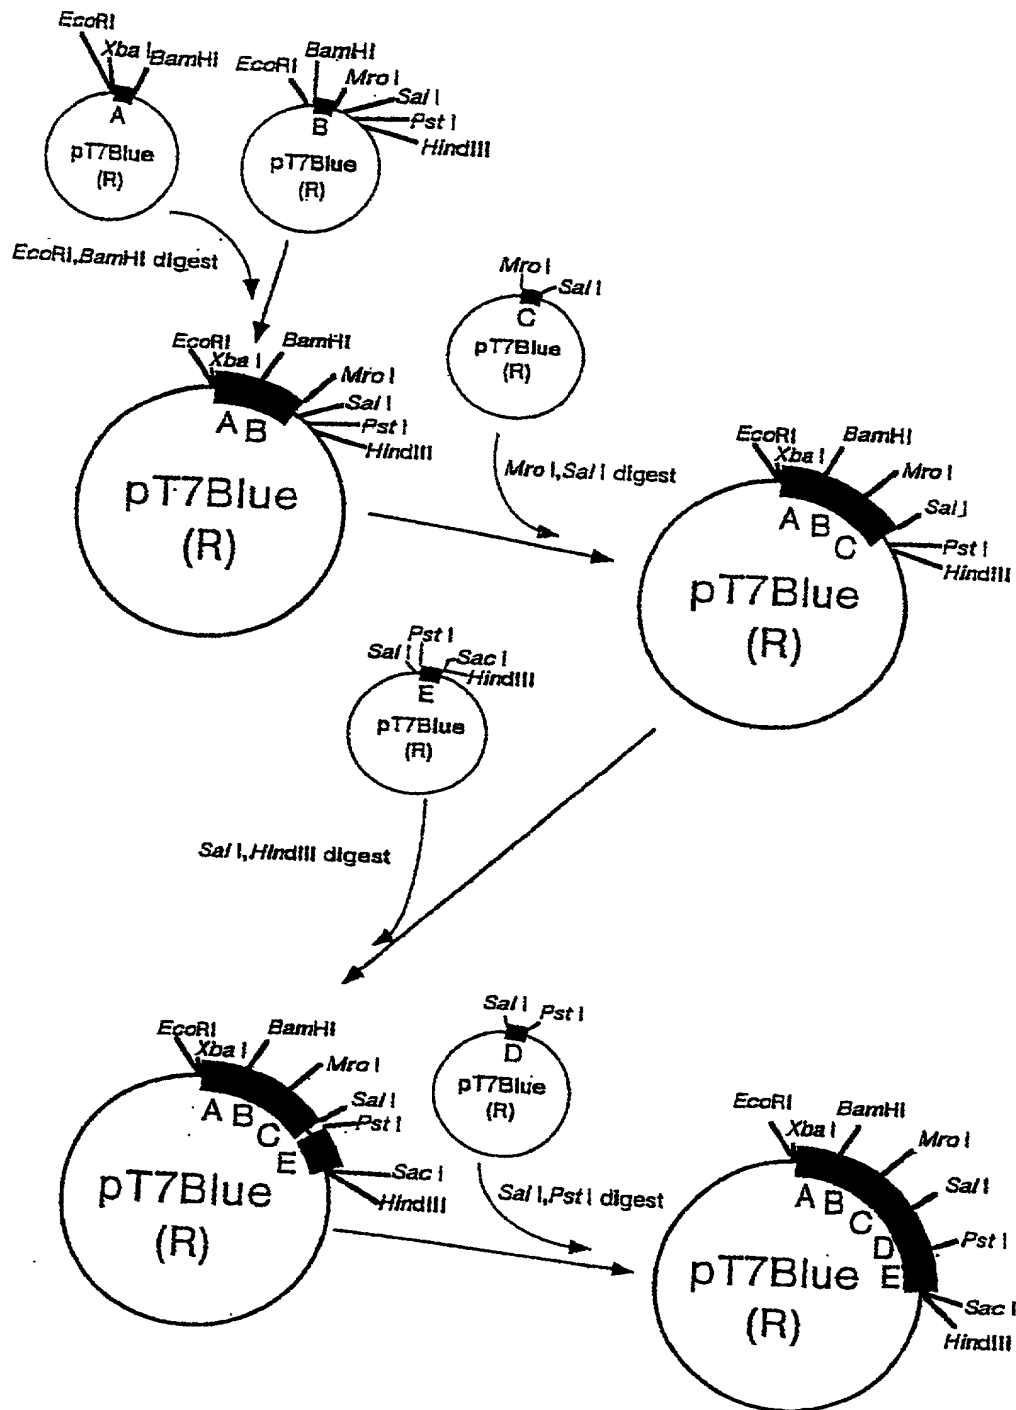 EcoRI
Xba I
BamHI
A
pT7Blue
(R)
BamHI
EcoRI
Mro I
Sal I
Pst I
HindIII
B
pT7Blue
(R)
EcoRI,BamHI digest
EcoRI
Xba I
BamHI
Mro I
Sal I
Pst I
HindIII
A B
pT7Blue
(R)
Mro I
Sal I
C
pT7Blue
(R)
Mro I,Sal I digest
EcoRI
Xba I
BamHI
Mro I
Sal I
Pst I
HindIII
A B C
pT7Blue
(R)
Pst I
Sal I
Sac I
HindIII
E
pT7Blue
(R)
Sal I,HindIII digest
EcoRI
Xba I
BamHI
Mro I
Sal I
Pst I
Sac I
HindIII
A B C E
pT7Blue
(R)
Sal I
Pst I
D
pT7Blue
(R)
Sal I,Pst I digest
EcoRI
Xba I
BamHI
Mro I
Sal I
Pst I
Sac I
HindIII
A B C D E
pT7Blue
(R)